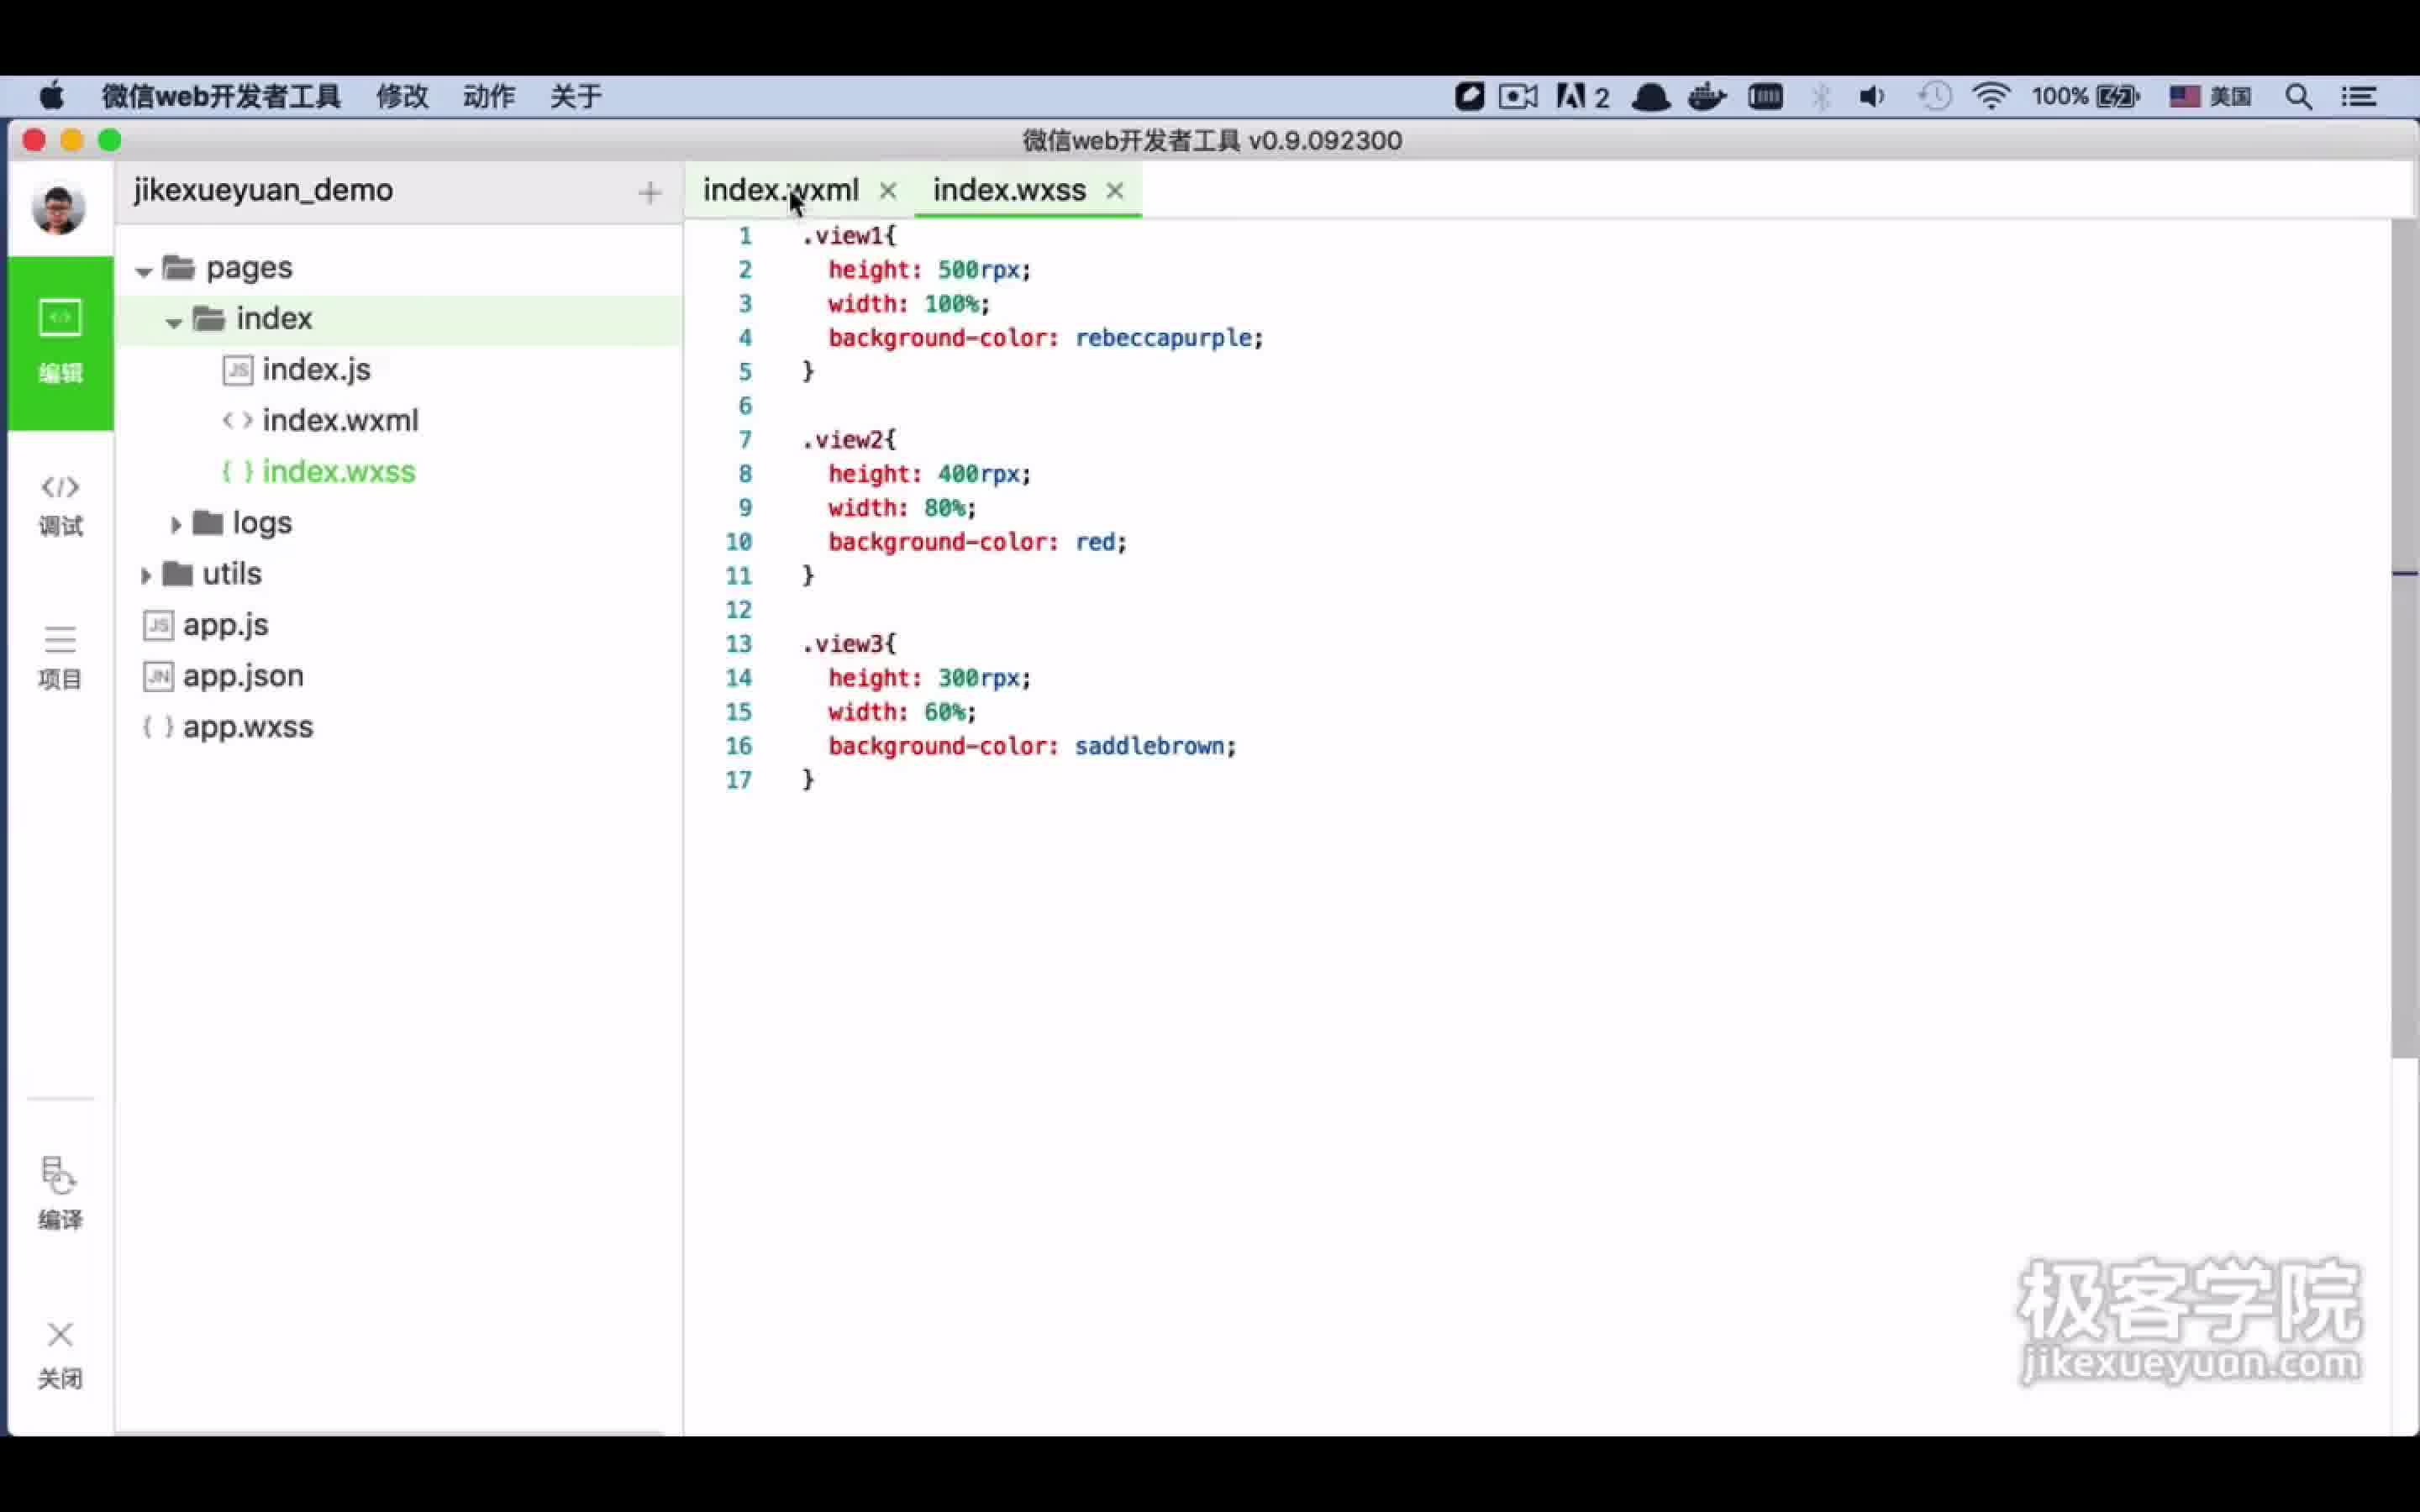 微信web开发者工具 修改 动作 关于 2 100% 美国
微信web开发者工具 v0.9.092300
jikexueyuan_demo +
index.wxml × index.wxss ×
编辑
调试
项目
编译
关闭
pages
index
JS index.js
<> index.wxml
{ } index.wxss
logs
utils
JS app.js
JN app.json
{ } app.wxss
1 .view1{
2 height: 500rpx;
3 width: 100%;
4 background-color: rebeccapurple;
5 }
6
7 .view2{
8 height: 400rpx;
9 width: 80%;
10 background-color: red;
11 }
12
13 .view3{
14 height: 300rpx;
15 width: 60%;
16 background-color: saddlebrown;
17 }
极客学院
jikexueyuan.com